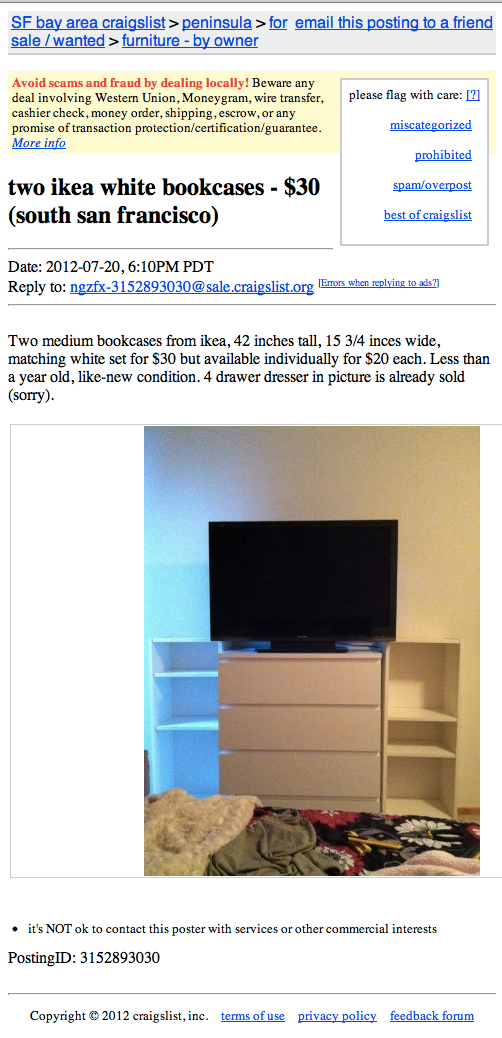 SF bay area craigslist > peninsula > for sale / wanted > furniture - by owner
email this posting to a friend
Avoid scams and fraud by dealing locally! Beware any
deal involving Western Union, Moneygram, wire transfer,
cashier check, money order, shipping, escrow, or any
promise of transaction protection/certification/guarantee.
More info
please flag with care: [?]
miscategorized
prohibited
spam/overpost
best of craigslist
two ikea white bookcases - $30
(south san francisco)
Date: 2012-07-20, 6:10PM PDT
Reply to: ngzfx-3152893030@sale.craigslist.org [Errors when replying to ads?]
Two medium bookcases from ikea, 42 inches tall, 15 3/4 inces wide,
matching white set for $30 but available individually for $20 each. Less than
a year old, like-new condition. 4 drawer dresser in picture is already sold
(sorry).
• it's NOT ok to contact this poster with services or other commercial interests
PostingID: 3152893030
Copyright © 2012 craigslist, inc. terms of use privacy policy feedback forum